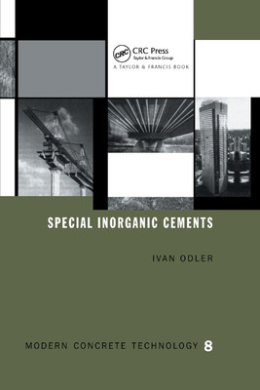 CRC Press
Taylor & Francis Group
A TAYLOR & FRANCIS BOOK
SPECIAL INORGANIC CEMENTS
IVAN ODLER
MODERN CONCRETE TECHNOLOGY 8